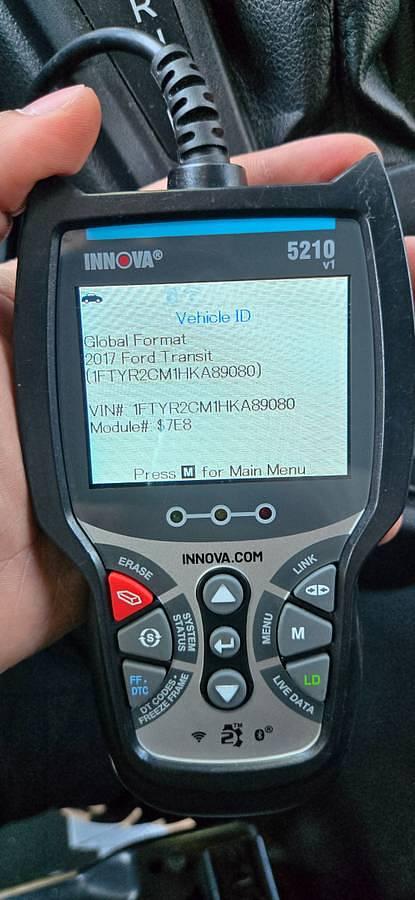 R
INNOVA®
5210
v1
Vehicle ID
Global Format
2017 Ford Transit
(1FTYR2CM1HKA89080)
VIN#: 1FTYR2CM1HKA89080
Module#: $7E8
Press M for Main Menu
INNOVA.COM
ERASE
LINK
SYSTEM STATUS
S
MENU
M
FF·
DTC
LD
DT CODES·
FREEZE FRAME
LIVE DATA
2™
®